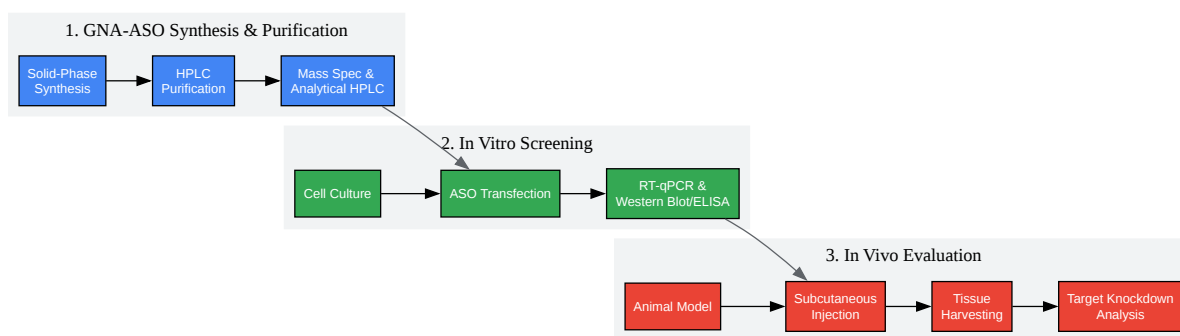 1. GNA-ASO Synthesis & Purification
Solid-Phase
Synthesis
HPLC
Purification
Mass Spec &
Analytical HPLC
2. In Vitro Screening
Cell Culture
ASO Transfection
RT-qPCR &
Western Blot/ELISA
3. In Vivo Evaluation
Animal Model
Subcutaneous
Injection
Tissue
Harvesting
Target Knockdown
Analysis